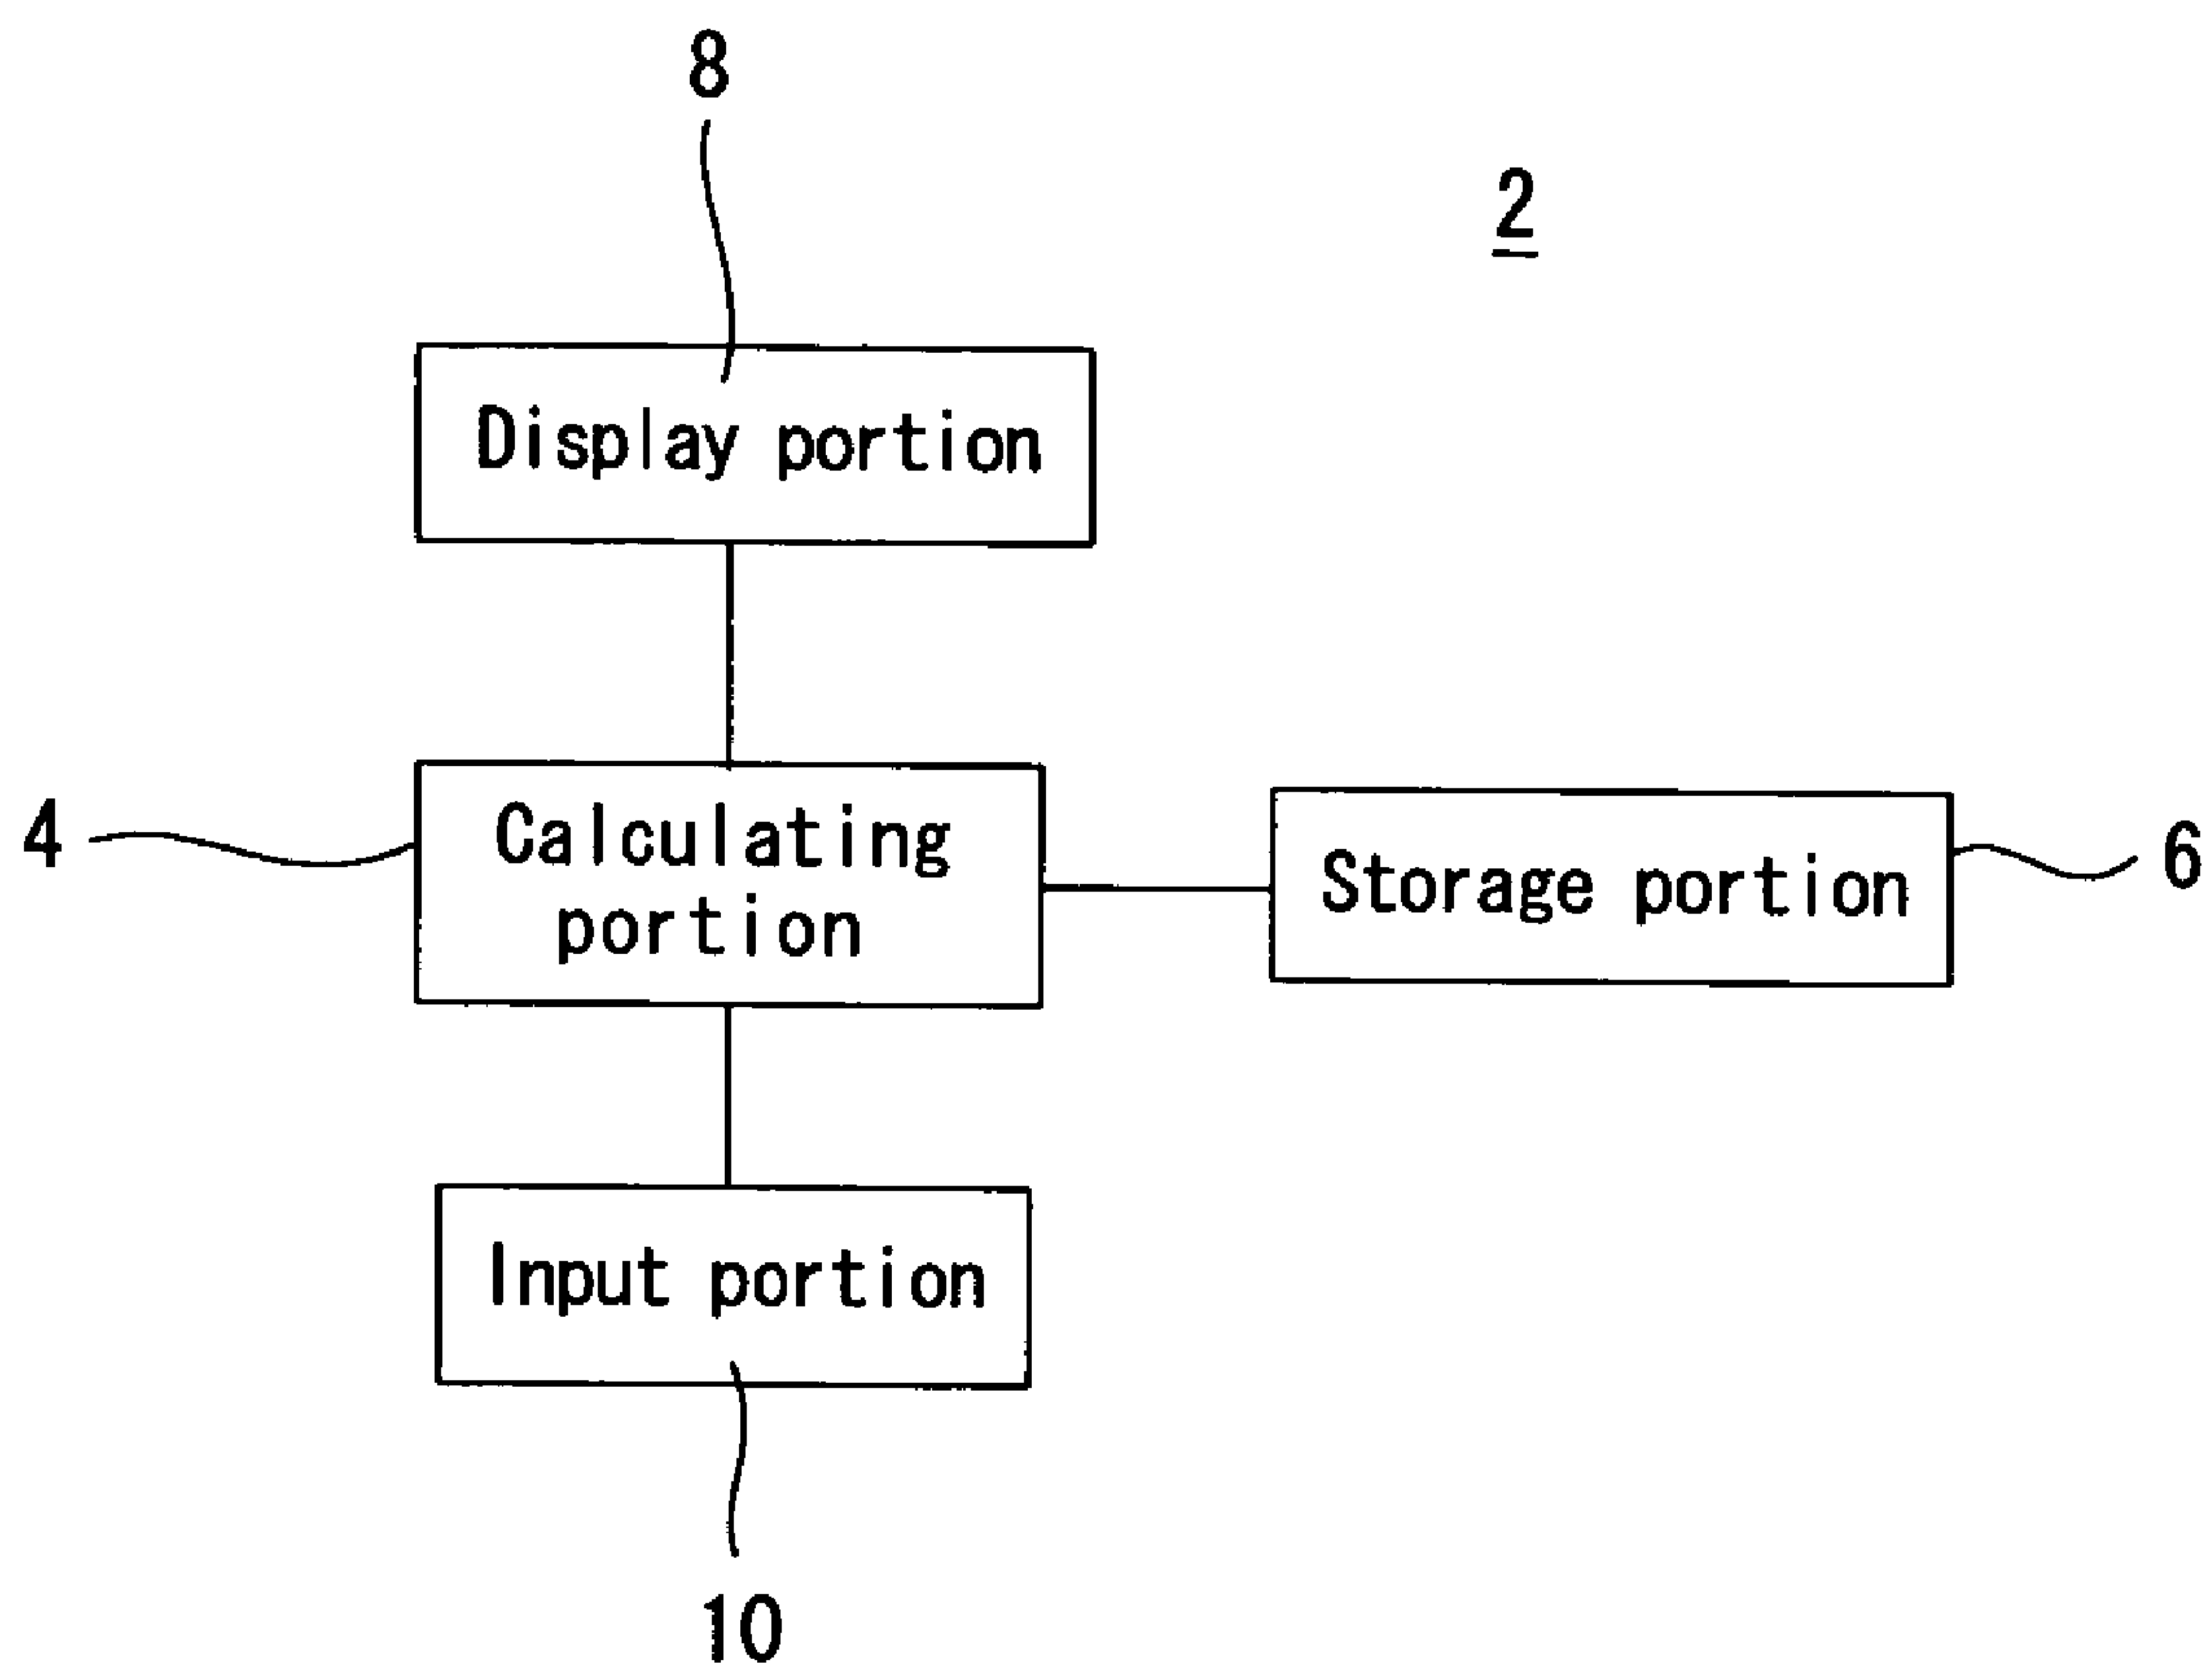 8
2
Display portion
4
Calculating
portion
Storage portion
6
Input portion
10